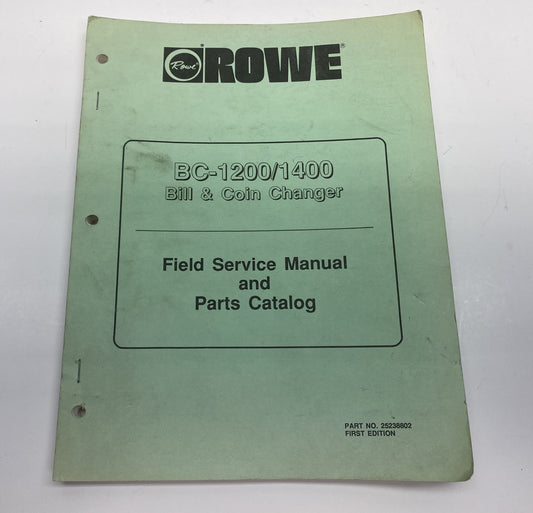 Rowe ROWE
BC-1200/1400
Bill & Coin Changer
Field Service Manual
and
Parts Catalog
PART NO. 25238802
FIRST EDITION